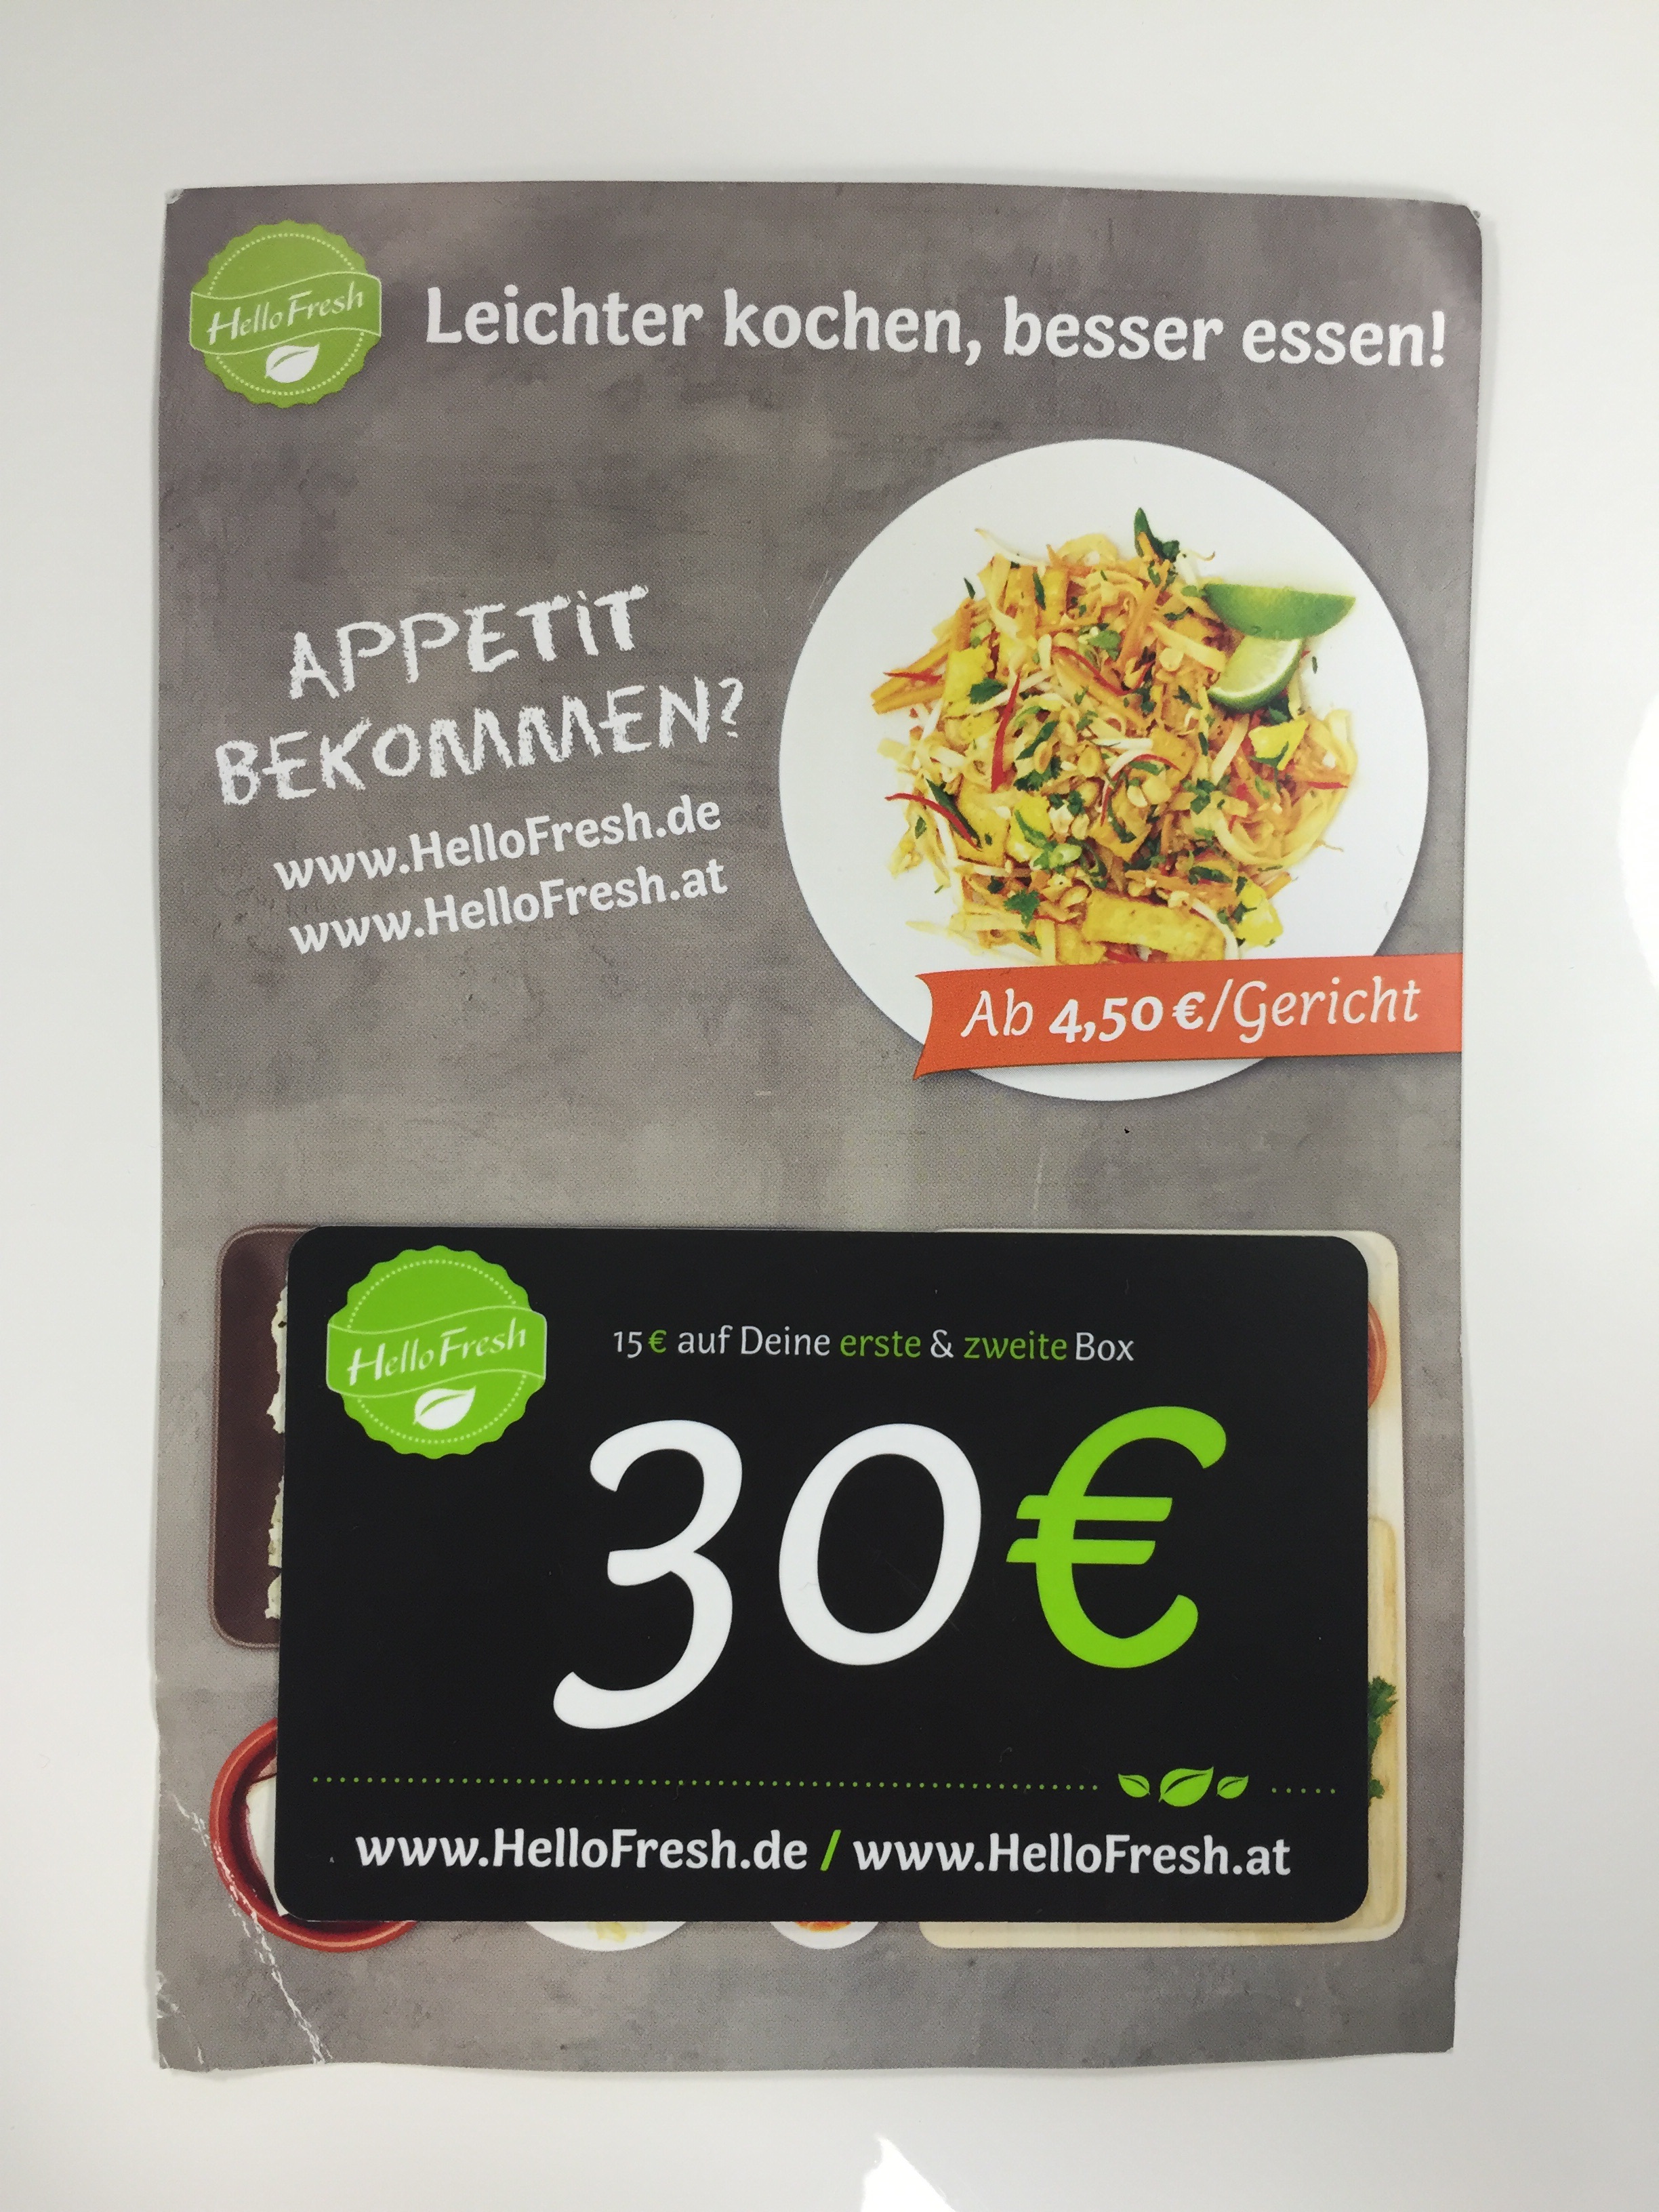 HelloFresh
Leichter kochen, besser essen!
APPETIT
BEKOMMEN?
www.HelloFresh.de
www.HelloFresh.at
Ab 4,50 €/Gericht
HelloFresh
15€ auf Deine erste & zweite Box
30€
www.HelloFresh.de / www.HelloFresh.at